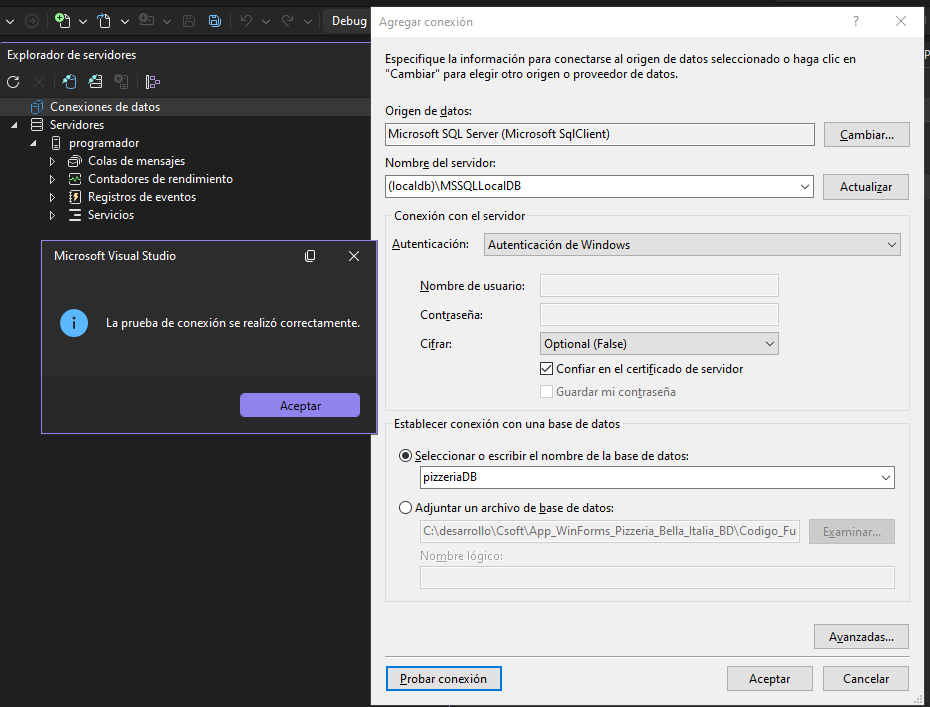 Debug
Explorador de servidores
Conexiones de datos
Servidores
programador
Colas de mensajes
Contadores de rendimiento
Registros de eventos
Servicios
Microsoft Visual Studio
La prueba de conexión se realizó correctamente.
Aceptar
Agregar conexión
?
Especifique la información para conectarse al origen de datos seleccionado o haga clic en
"Cambiar" para elegir otro origen o proveedor de datos.
Origen de datos:
Microsoft SQL Server (Microsoft SqlClient)
Cambiar...
Nombre del servidor:
(localdb)\MSSQLLocalDB
Actualizar
Conexión con el servidor
Autenticación:
Autenticación de Windows
Nombre de usuario:
Contraseña:
Cifrar:
Optional (False)
Confiar en el certificado de servidor
Guardar mi contraseña
Establecer conexión con una base de datos
Seleccionar o escribir el nombre de la base de datos:
pizzeriaDB
Adjuntar un archivo de base de datos:
C:\desarrollo\Csoft\App_WinForms_Pizzeria_Bella_Italia_BD\Codigo_Fu
Examinar...
Nombre lógico:
Avanzadas...
Probar conexión
Aceptar
Cancelar